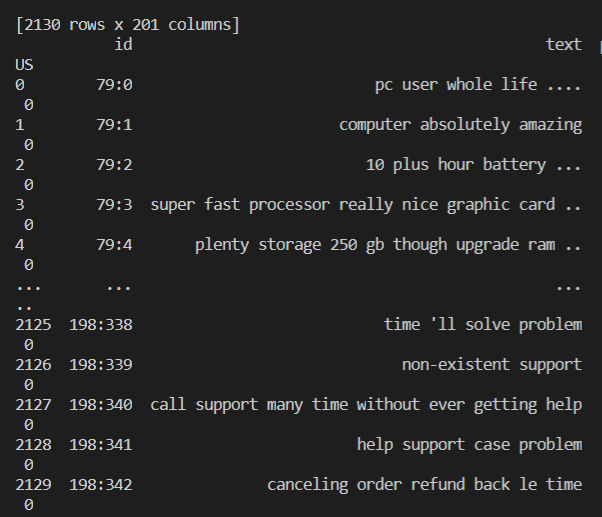 [2130 rows x 201 columns]
id text
US
0 79:0 pc user whole life ....
0
1 79:1 computer absolutely amazing
0
2 79:2 10 plus hour battery ...
0
3 79:3 super fast processor really nice graphic card ..
0
4 79:4 plenty storage 250 gb though upgrade ram ..
0
... ... ...
..
2125 198:338 time 'll solve problem
0
2126 198:339 non-existent support
0
2127 198:340 call support many time without ever getting help
0
2128 198:341 help support case problem
0
2129 198:342 canceling order refund back le time
0